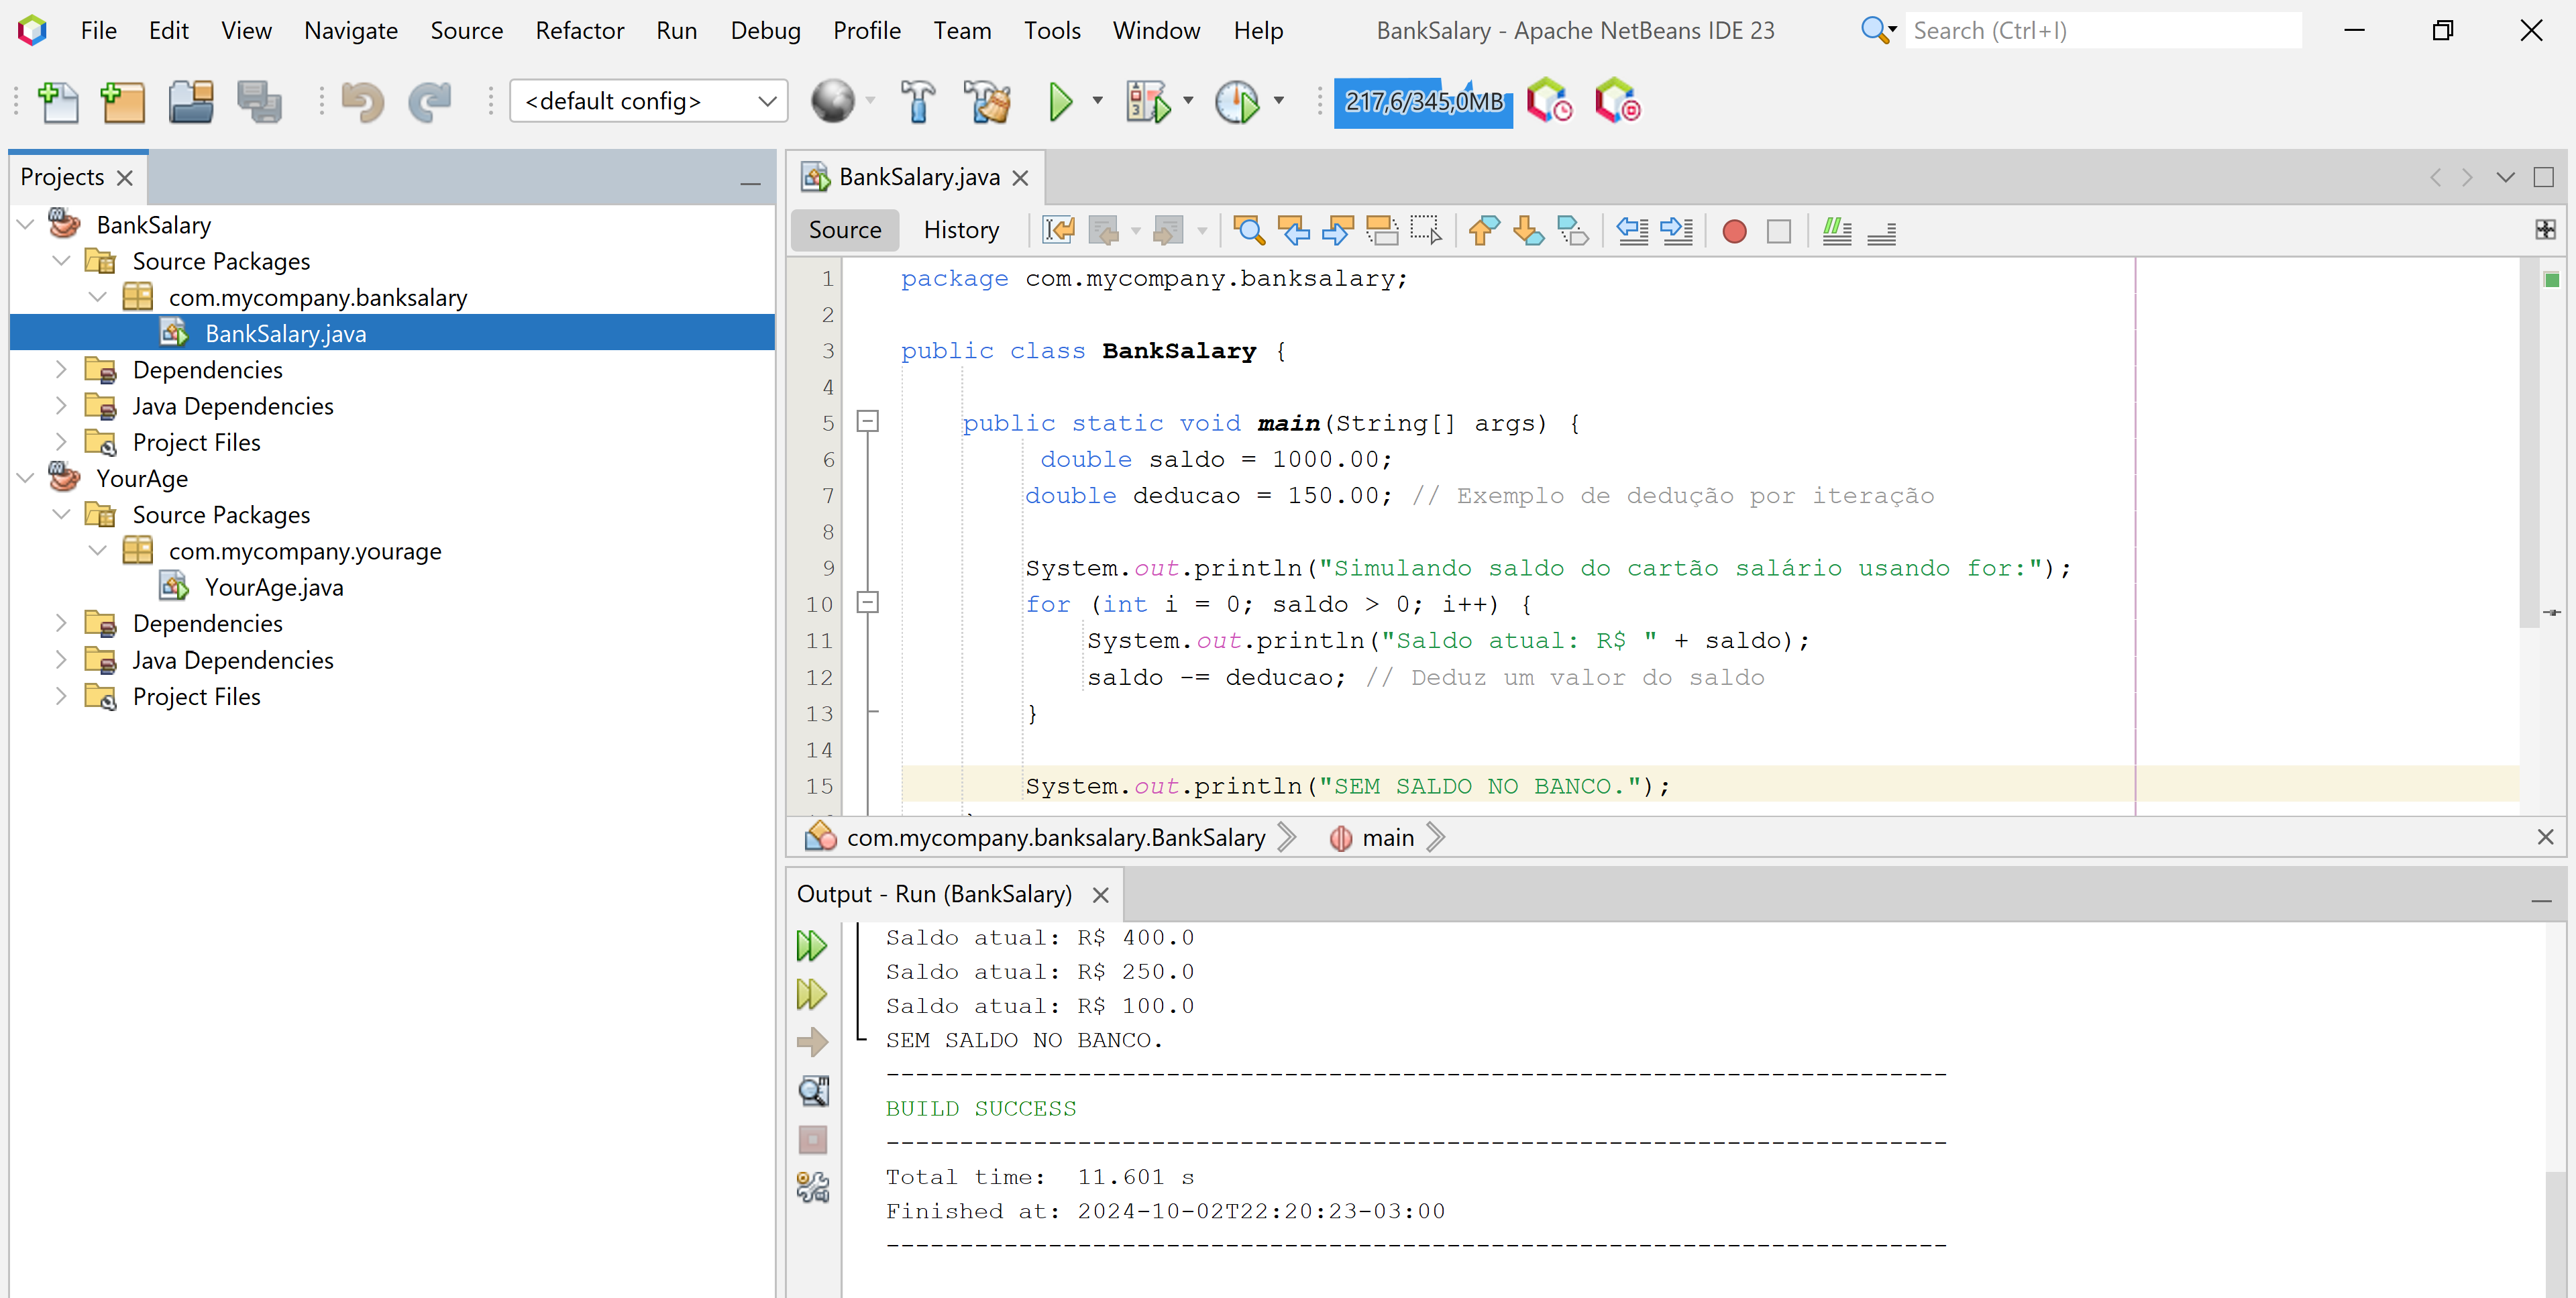 File Edit View Navigate Source Refactor Run Debug Profile Team Tools Window Help BankSalary - Apache NetBeans IDE 23 Search (Ctrl+I)
<default config> 217,6/345,0MB
Projects
BankSalary
Source Packages
com.mycompany.banksalary
BankSalary.java
Dependencies
Java Dependencies
Project Files
YourAge
Source Packages
com.mycompany.yourage
YourAge.java
Dependencies
Java Dependencies
Project Files
BankSalary.java
Source History
1 package com.mycompany.banksalary;
2
3 public class BankSalary {
4
5 public static void main(String[] args) {
6 double saldo = 1000.00;
7 double deducao = 150.00; // Exemplo de dedução por iteração
8
9 System.out.println("Simulando saldo do cartão salário usando for:");
10 for (int i = 0; saldo > 0; i++) {
11 System.out.println("Saldo atual: R$ " + saldo);
12 saldo -= deducao; // Deduz um valor do saldo
13 }
14
15 System.out.println("SEM SALDO NO BANCO.");
com.mycompany.banksalary.BankSalary main
Output - Run (BankSalary)
Saldo atual: R$ 400.0
Saldo atual: R$ 250.0
Saldo atual: R$ 100.0
SEM SALDO NO BANCO.
------------------------------------------------------------------------
BUILD SUCCESS
------------------------------------------------------------------------
Total time: 11.601 s
Finished at: 2024-10-02T22:20:23-03:00
------------------------------------------------------------------------